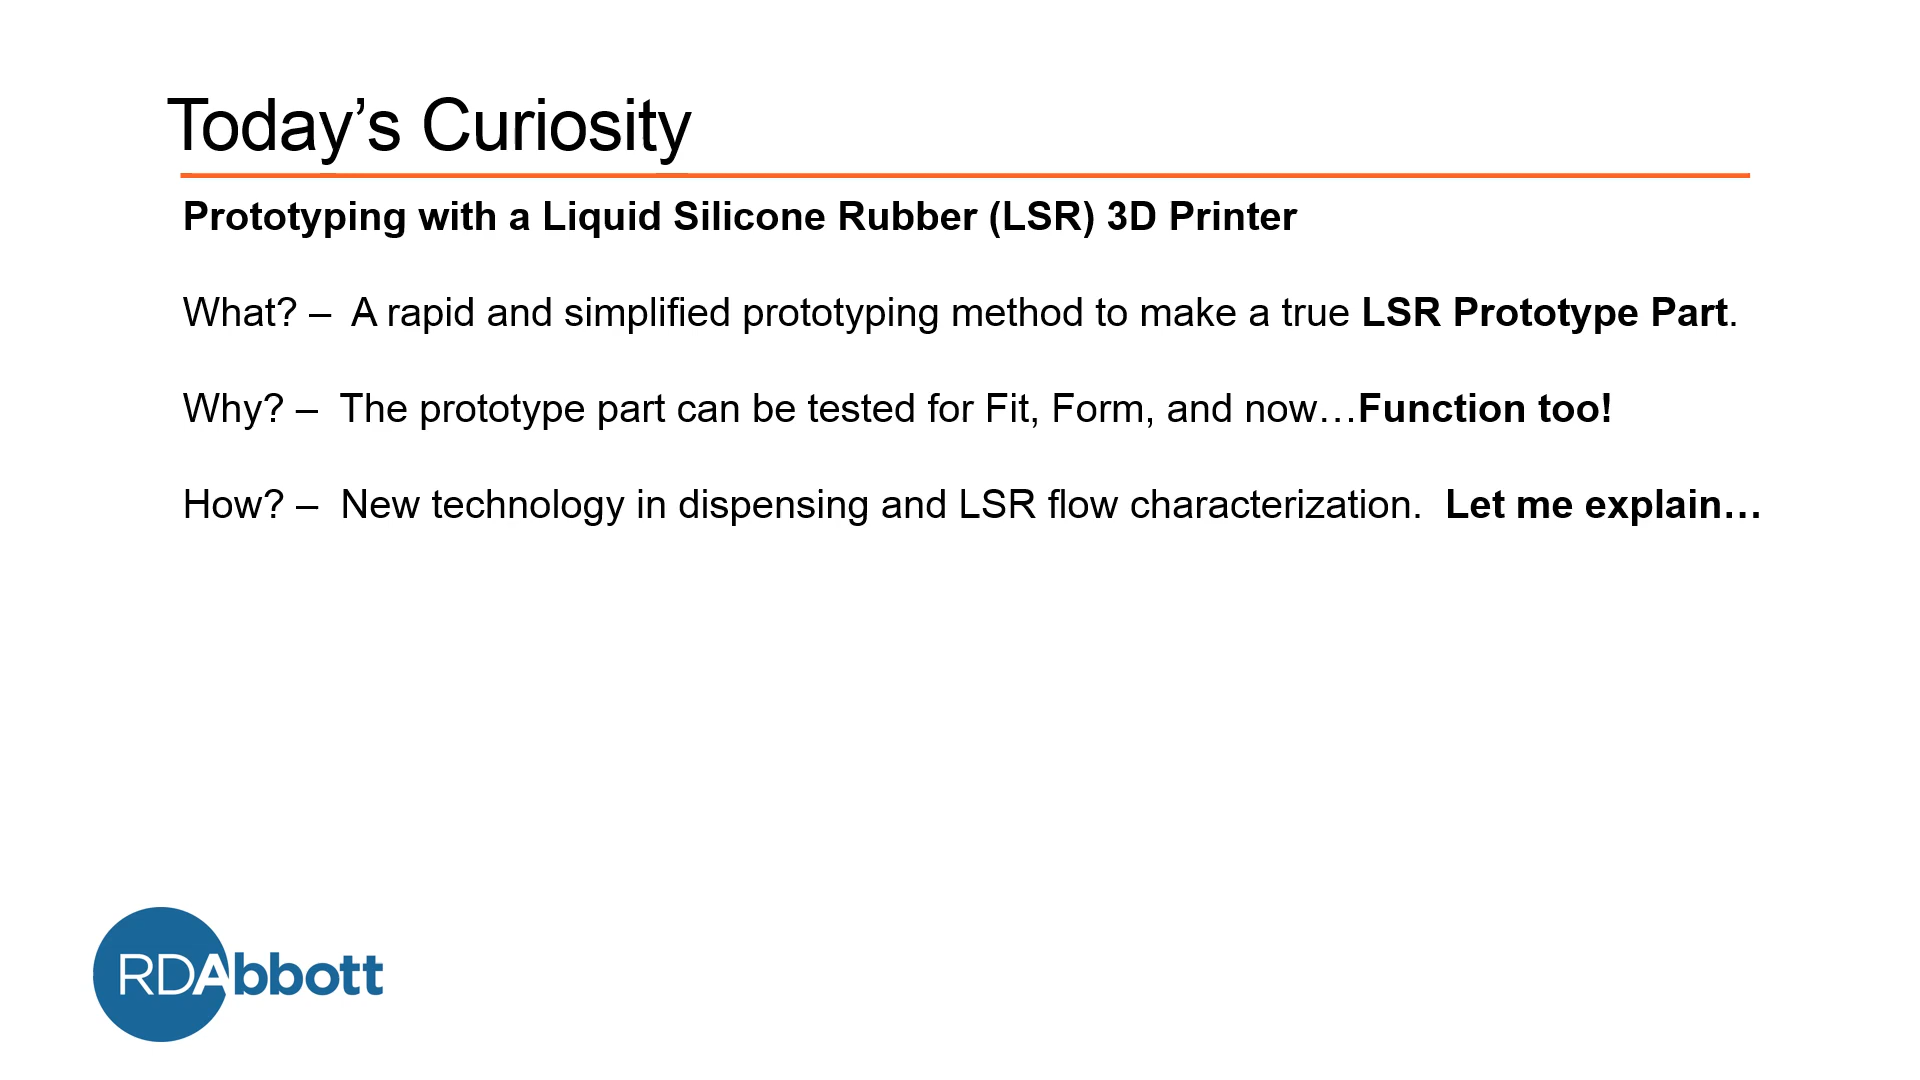 Today’s Curiosity
Prototyping with a Liquid Silicone Rubber (LSR) 3D Printer
What? –  A rapid and simplified prototyping method to make a true LSR Prototype Part.
Why? –  The prototype part can be tested for Fit, Form, and now…Function too!
How? –  New technology in dispensing and LSR flow characterization.  Let me explain…
RDAbbott